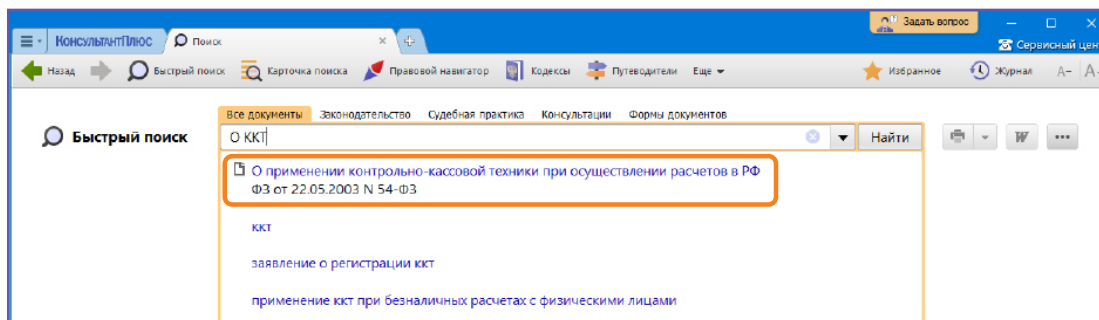 Задать вопрос
КонсультантПлюс Поиск
Сервисный цен
Назад Быстрый поиск Карточка поиска Правовой навигатор Кодексы Путеводители Еще Избранное Журнал А- А-
Все документы Законодательство Судебная практика Консультации Формы документов
Быстрый поиск О ККТ Найти W
О применении контрольно-кассовой техники при осуществлении расчетов в РФ
ФЗ от 22.05.2003 N 54-ФЗ
ккт
заявление о регистрации ккт
применение ккт при безналичных расчетах с физическими лицами